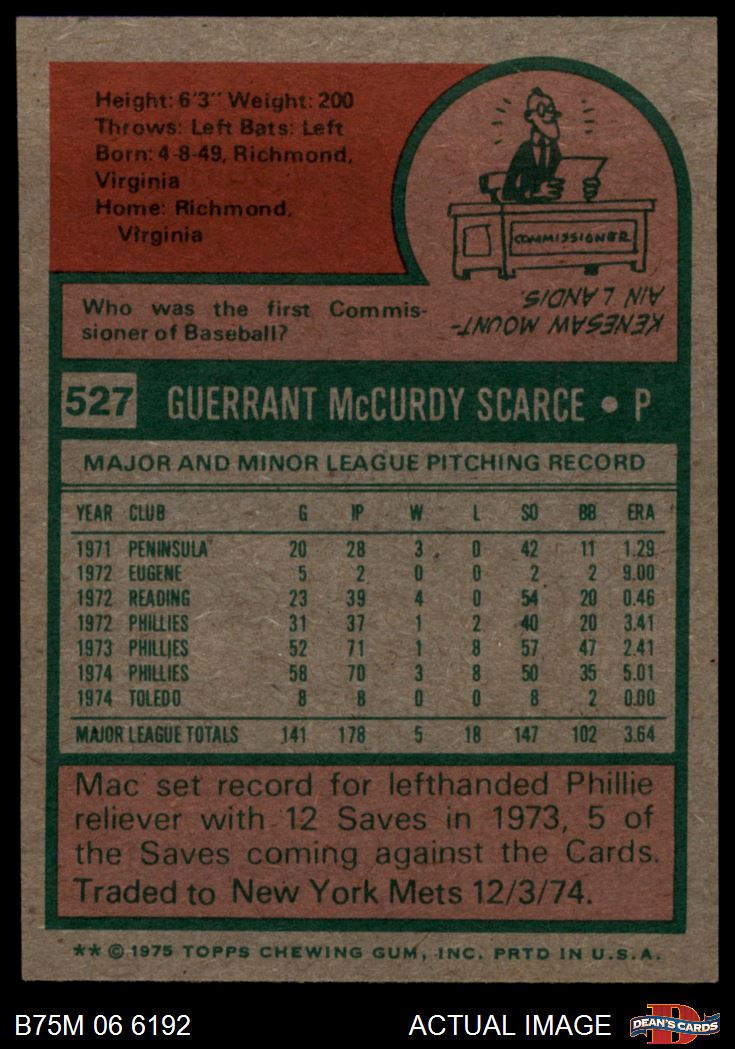 Height: 6'3" Weight: 200
Throws: Left Bats: Left
Born: 4-8-49, Richmond,
Virginia
Home: Richmond,
Virginia
COMMISSIONER
Who was the first Commis-
sioner of Baseball?
KENESAW MOUNT-
AIN LANDIS.
527 GUERRANT McCURDY SCARCE • P
MAJOR AND MINOR LEAGUE PITCHING RECORD
YEAR CLUB G IP W L SO BB ERA
1971 PENINSULA 20 28 3 0 42 11 1.29
1972 EUGENE 5 2 0 0 2 2 9.00
1972 READING 23 39 4 0 54 20 0.46
1972 PHILLIES 31 37 1 2 40 20 3.41
1973 PHILLIES 52 71 1 8 57 47 2.41
1974 PHILLIES 58 70 3 8 50 35 5.01
1974 TOLEDO 8 8 0 0 8 2 0.00
MAJOR LEAGUE TOTALS 141 178 5 18 147 102 3.64
Mac set record for lefthanded Phillie
reliever with 12 Saves in 1973, 5 of
the Saves coming against the Cards.
Traded to New York Mets 12/3/74.
** © 1975 TOPPS CHEWING GUM, INC. PRTD IN U.S.A.
B75M 06 6192 ACTUAL IMAGE
D
DEAN'S CARDS